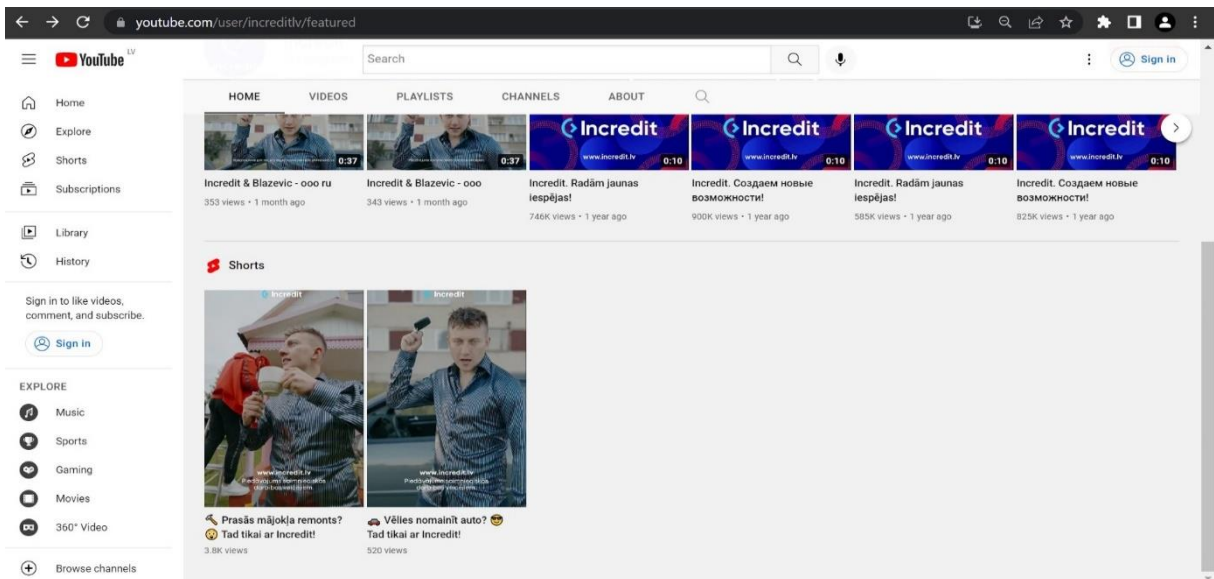 youtube.com/user/increditlv/featured
YouTube LV
Search
Sign in
HOME VIDEOS PLAYLISTS CHANNELS ABOUT
Home
Explore
Shorts
Subscriptions
Library
History
Sign in to like videos,
comment, and subscribe.
Sign in
EXPLORE
Music
Sports
Gaming
Movies
360° Video
Browse channels
0:37
Incredit & Blazevic - ooo ru
353 views • 1 month ago
0:37
Incredit & Blazevic - ooo
343 views • 1 month ago
Incredit
www.incredit.lv
0:10
Incredit. Radām jaunas
iespējas!
746K views • 1 year ago
Incredit
www.incredit.lv
0:10
Incredit. Создаем новые
возможности!
900K views • 1 year ago
Incredit
www.incredit.lv
0:10
Incredit. Radām jaunas
iespējas!
585K views • 1 year ago
Incredit
www.incredit.lv
0:10
Incredit. Создаем новые
возможности!
825K views • 1 year ago
Shorts
Incredit
www.incredit.lv
🔨 Prasās mājokļa remonts?
😲 Tad tikai ar Incredit!
3.8K views
Incredit
www.incredit.lv
🚗 Vēlies nomainīt auto? 😎
Tad tikai ar Incredit!
520 views